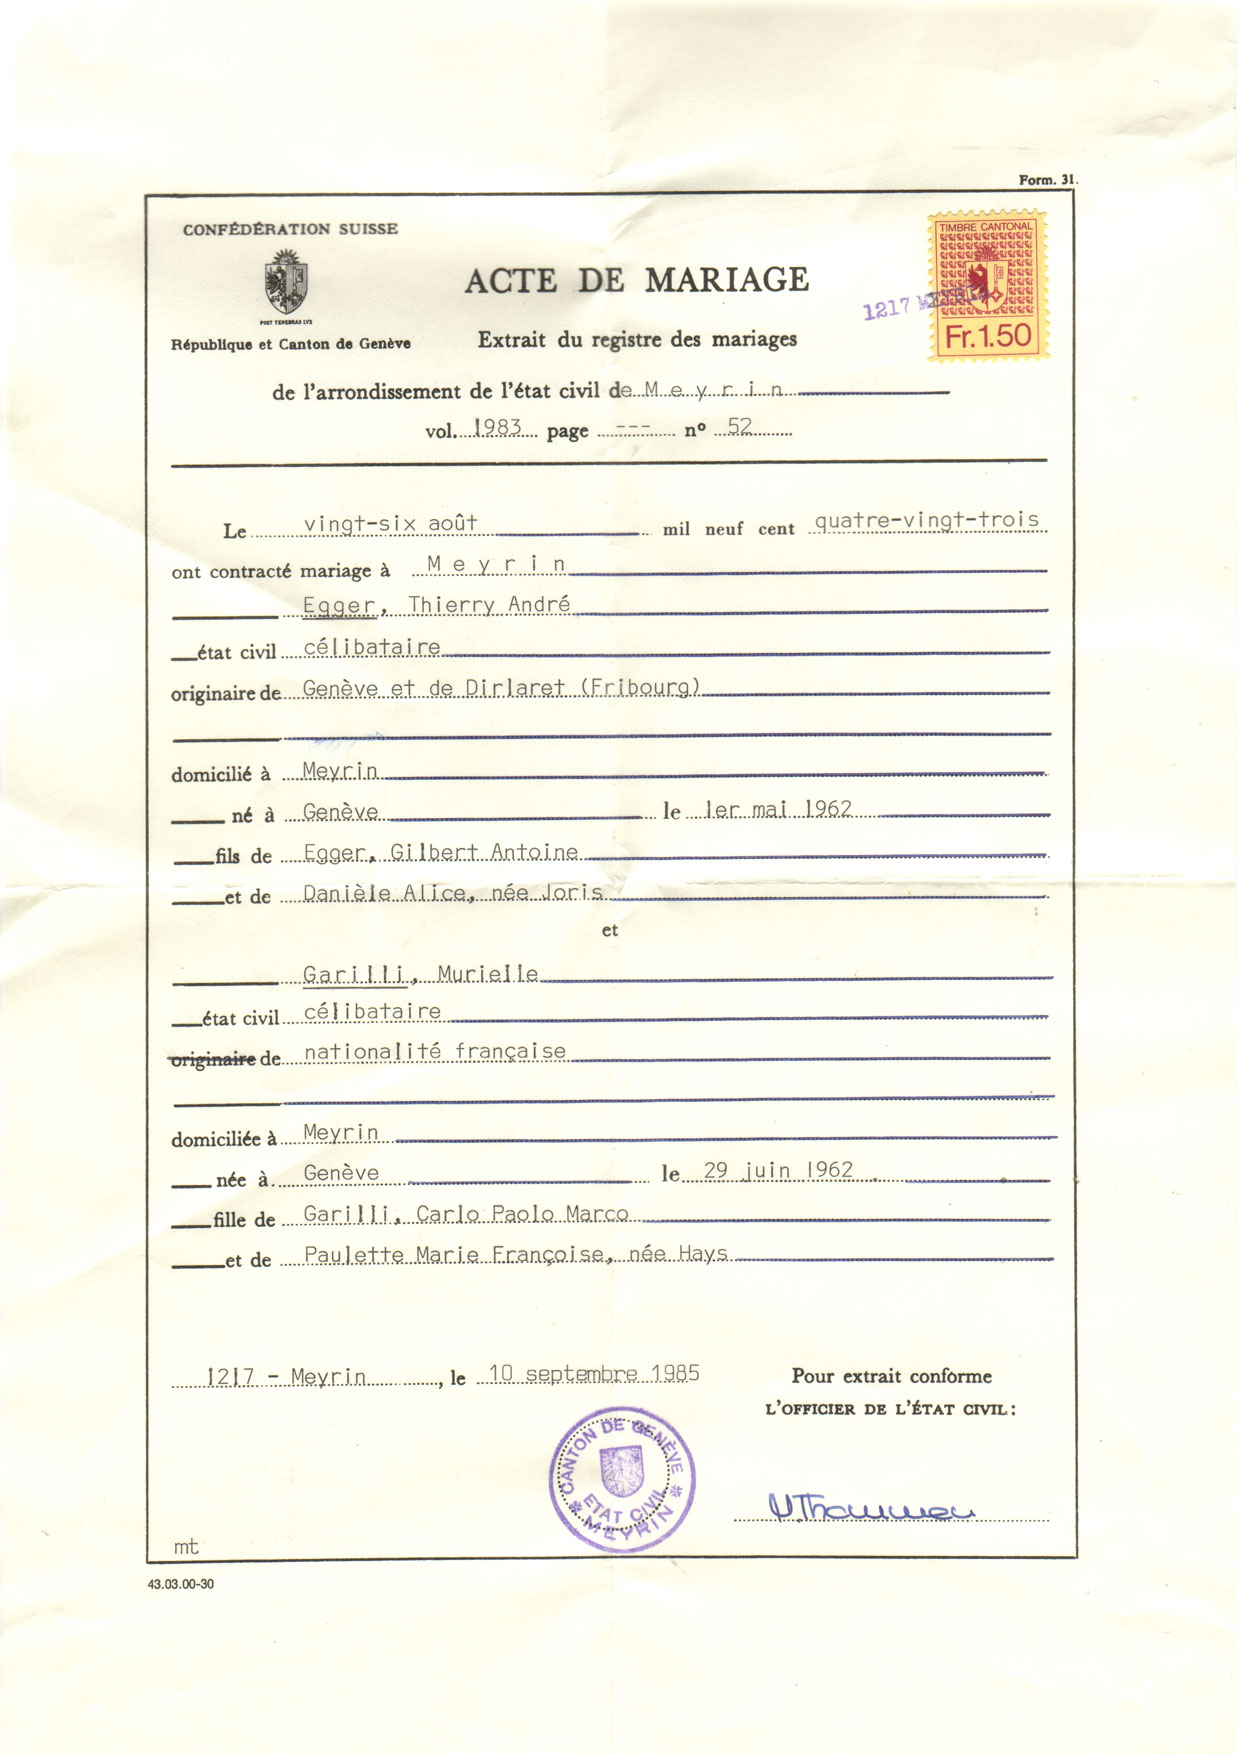 Form. 31.
CONFÉDÉRATION SUISSE
POST TENEBRAS LVX
République et Canton de Genève
ACTE DE MARIAGE
Extrait du registre des mariages
TIMBRE CANTONAL
Fr.1.50
1217 MEYRIN
de l'arrondissement de l'état civil de Meyrin
vol. 1983 page --- nº 52
Le vingt-six août mil neuf cent quatre-vingt-trois
ont contracté mariage à Meyrin
Egger, Thierry André
état civil célibataire
originaire de Genève et de Dirlaret (Fribourg)
domicilié à Meyrin
né à Genève le 1er mai 1962
fils de Egger, Gilbert Antoine
et de Danièle Alice, née Joris
et
Garilli, Murielle
état civil célibataire
originaire de nationalité française
domiciliée à Meyrin
née à Genève le 29 juin 1962
fille de Garilli, Carlo Paolo Marco
et de Paulette Marie Françoise, née Hays
1217 - Meyrin, le 10 septembre 1985
Pour extrait conforme
L'OFFICIER DE L'ÉTAT CIVIL:
CANTON DE GENÈVE
ETAT CIVIL
MEYRIN
mt
43.03.00-30